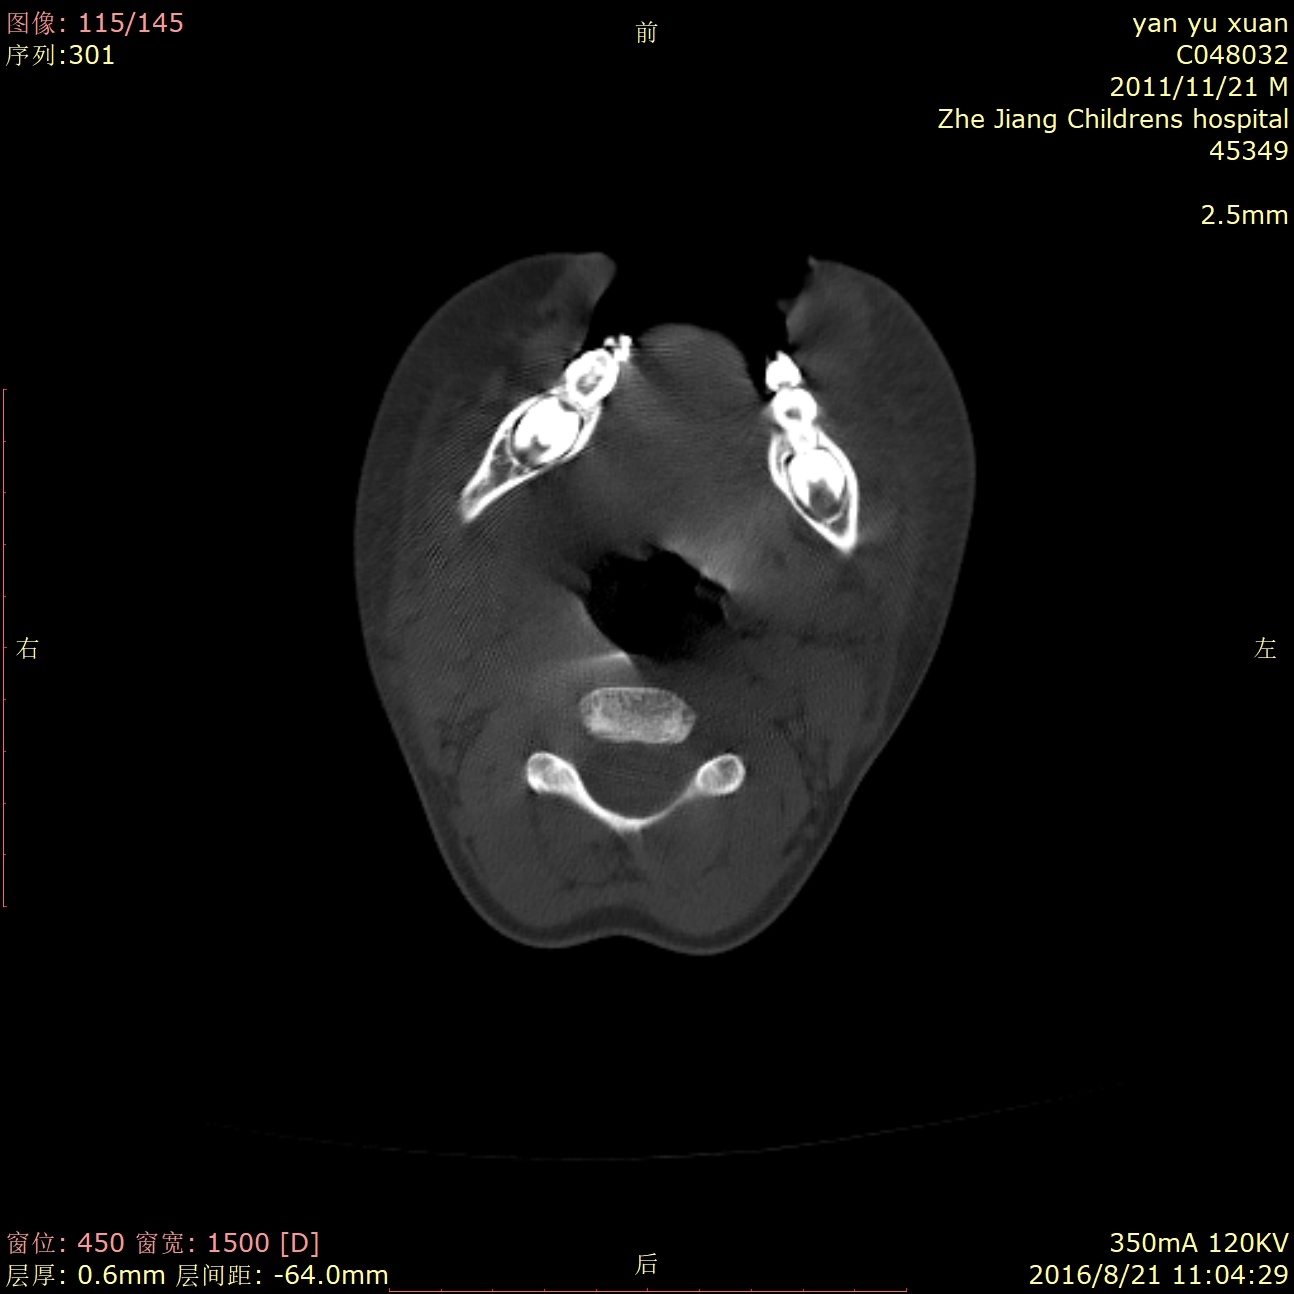 图像: 115/145
序列:301
前
yan yu xuan
C048032
2011/11/21 M
Zhe Jiang Childrens hospital
45349
2.5mm
右
左
窗位: 450 窗宽: 1500 [D]
层厚: 0.6mm 层间距: -64.0mm
后
350mA 120KV
2016/8/21 11:04:29